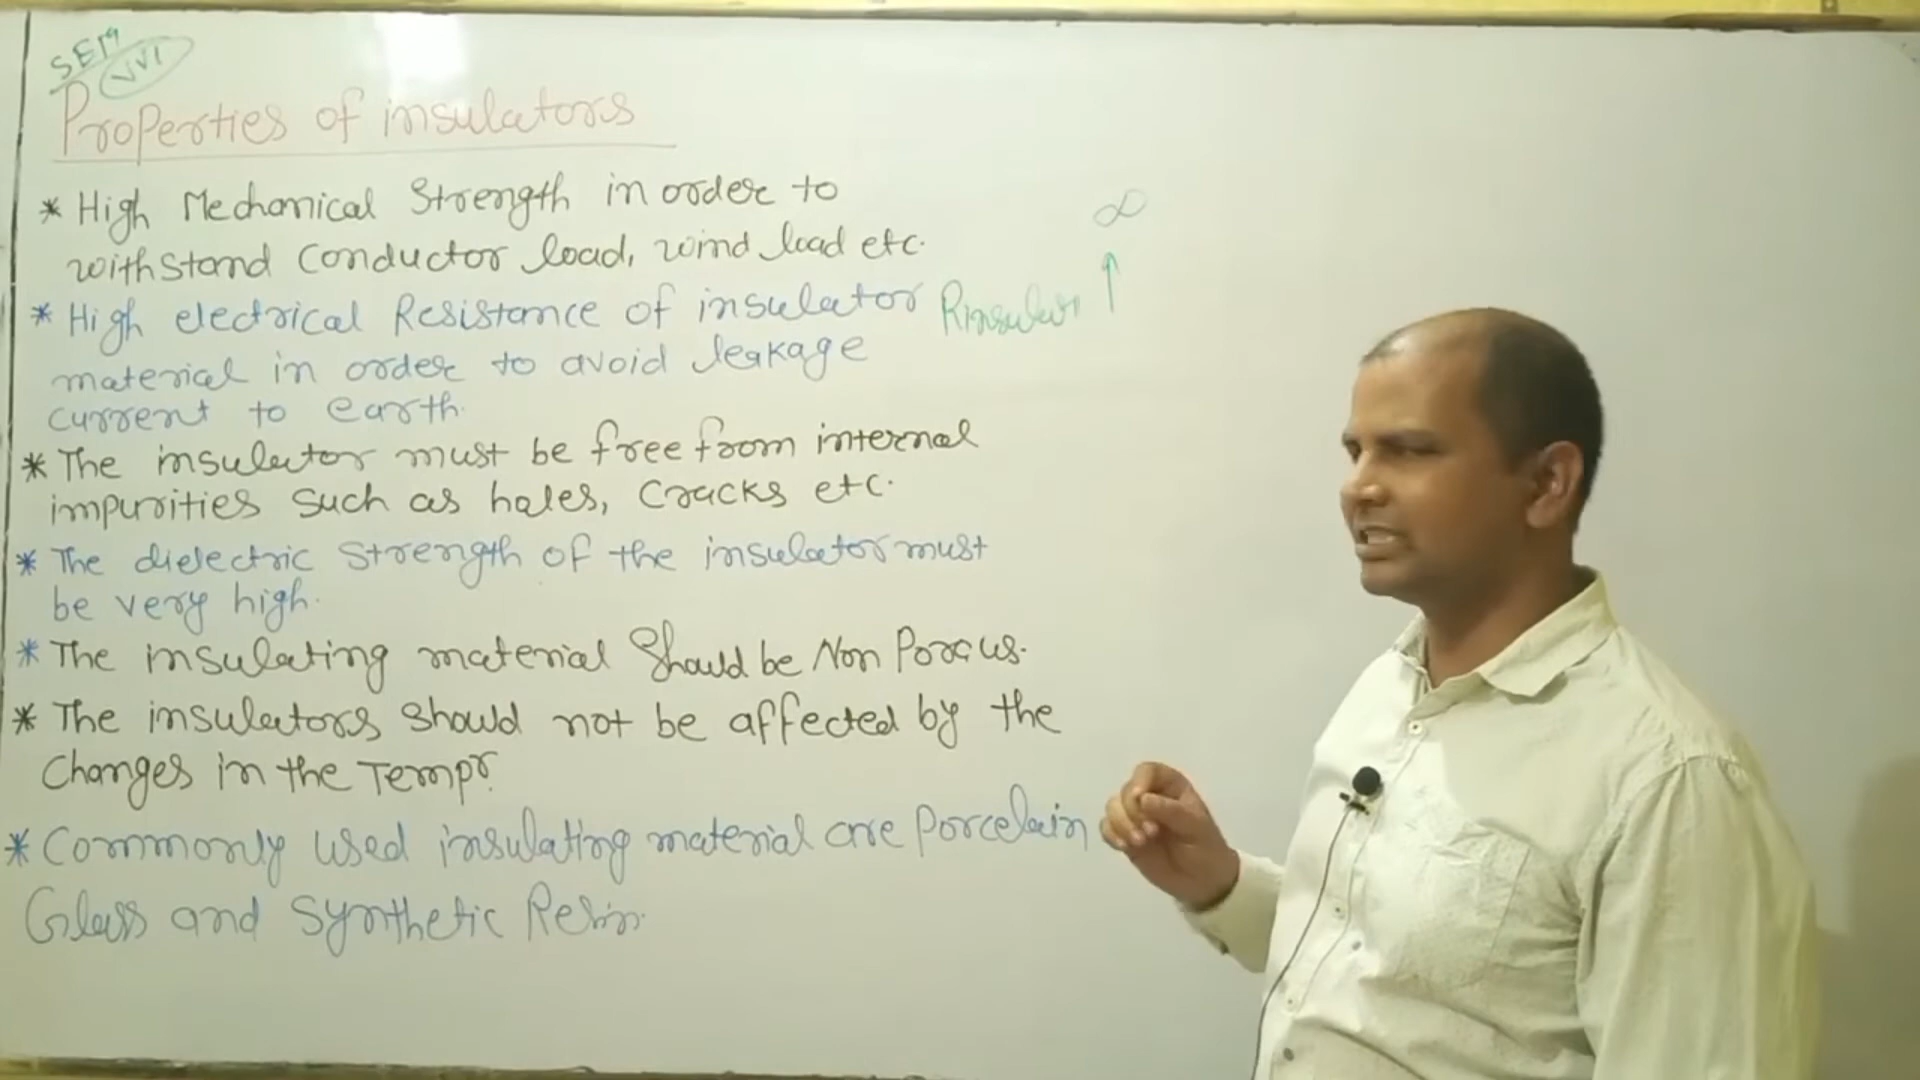 SE19
VVI
Properties of insulators
* High Mechanical Strength in order to
withstand Conductor load, wind load etc.
* High electrical Resistance of insulator
Rinsulator ↑ ∞
material in order to avoid leakage
current to earth.
* The insulator must be free from internal
impurities such as holes, Cracks etc.
* The dielectric Strength of the insulator must
be very high.
* The insulating material Should be Non Porous.
* The insulators should not be affected by the
Changes in the Tempr.
* Commonly used insulating material are Porcelain
Glass and Synthetic Resin.